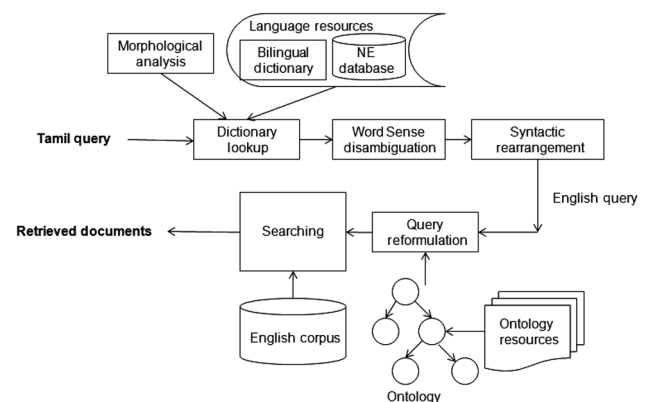 Language resources
Morphological
analysis
Bilingual
dictionary
NE
database
Tamil query
Dictionary
lookup
Word Sense
disambiguation
Syntactic
rearrangement
English query
Retrieved documents
Searching
Query
reformulation
English corpus
Ontology
resources
Ontology